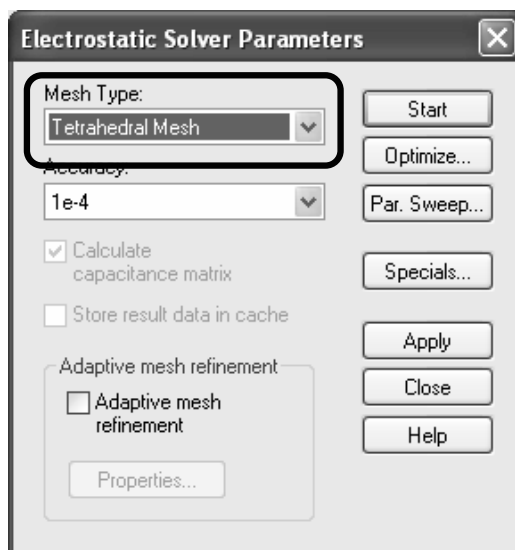 Electrostatic Solver Parameters
Mesh Type:
Tetrahedral Mesh
Accuracy:
1e-4
Calculate
capacitance matrix
Store result data in cache
Adaptive mesh refinement
Adaptive mesh
refinement
Properties...
Start
Optimize...
Par. Sweep...
Specials...
Apply
Close
Help